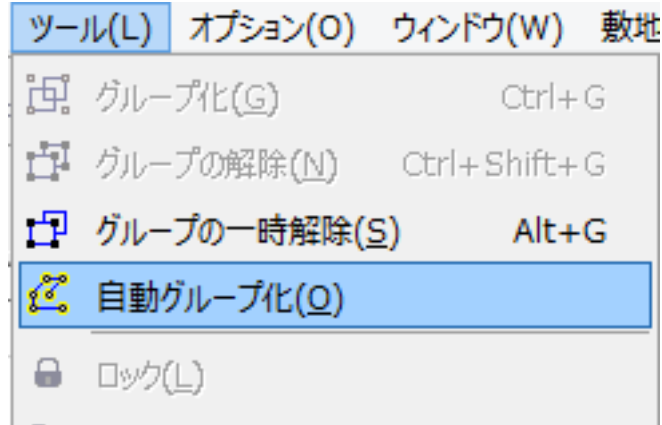 ツール(L) オプション(O) ウィンドウ(W) 敷地
グループ化(G) Ctrl+G
グループの解除(N) Ctrl+Shift+G
グループの一時解除(S) Alt+G
自動グループ化(O)
ロック(L)